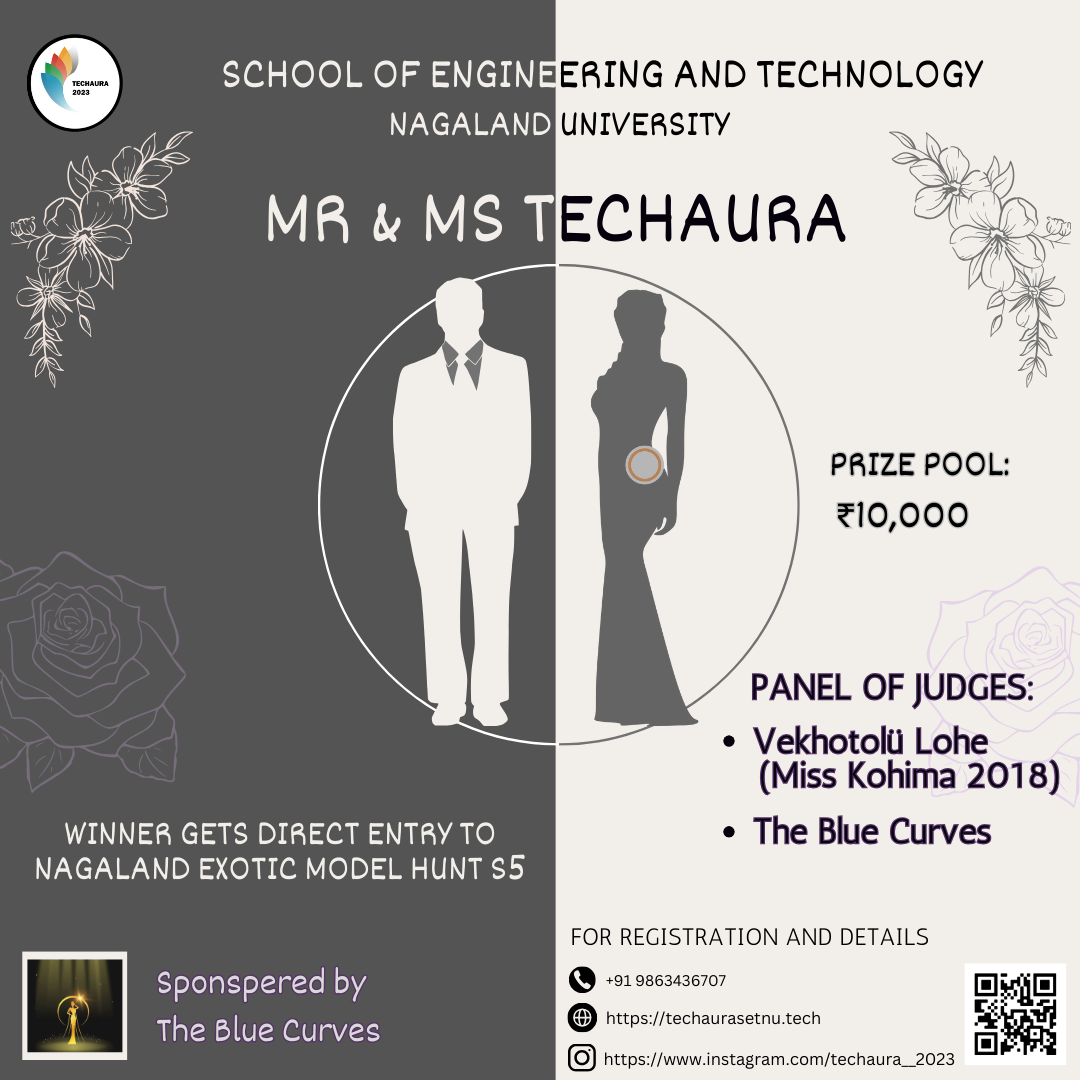 TECHAURA
2023
SCHOOL OF ENGINEERING AND TECHNOLOGY
NAGALAND UNIVERSITY
MR & MS TECHAURA
PRIZE POOL:
₹10,000
PANEL OF JUDGES:
• Vekhotolü Lohe
(Miss Kohima 2018)
• The Blue Curves
WINNER GETS DIRECT ENTRY TO
NAGALAND EXOTIC MODEL HUNT S5
Sponspered by
The Blue Curves
FOR REGISTRATION AND DETAILS
+91 9863436707
https://techaurasetnu.tech
https://www.instagram.com/techaura__2023